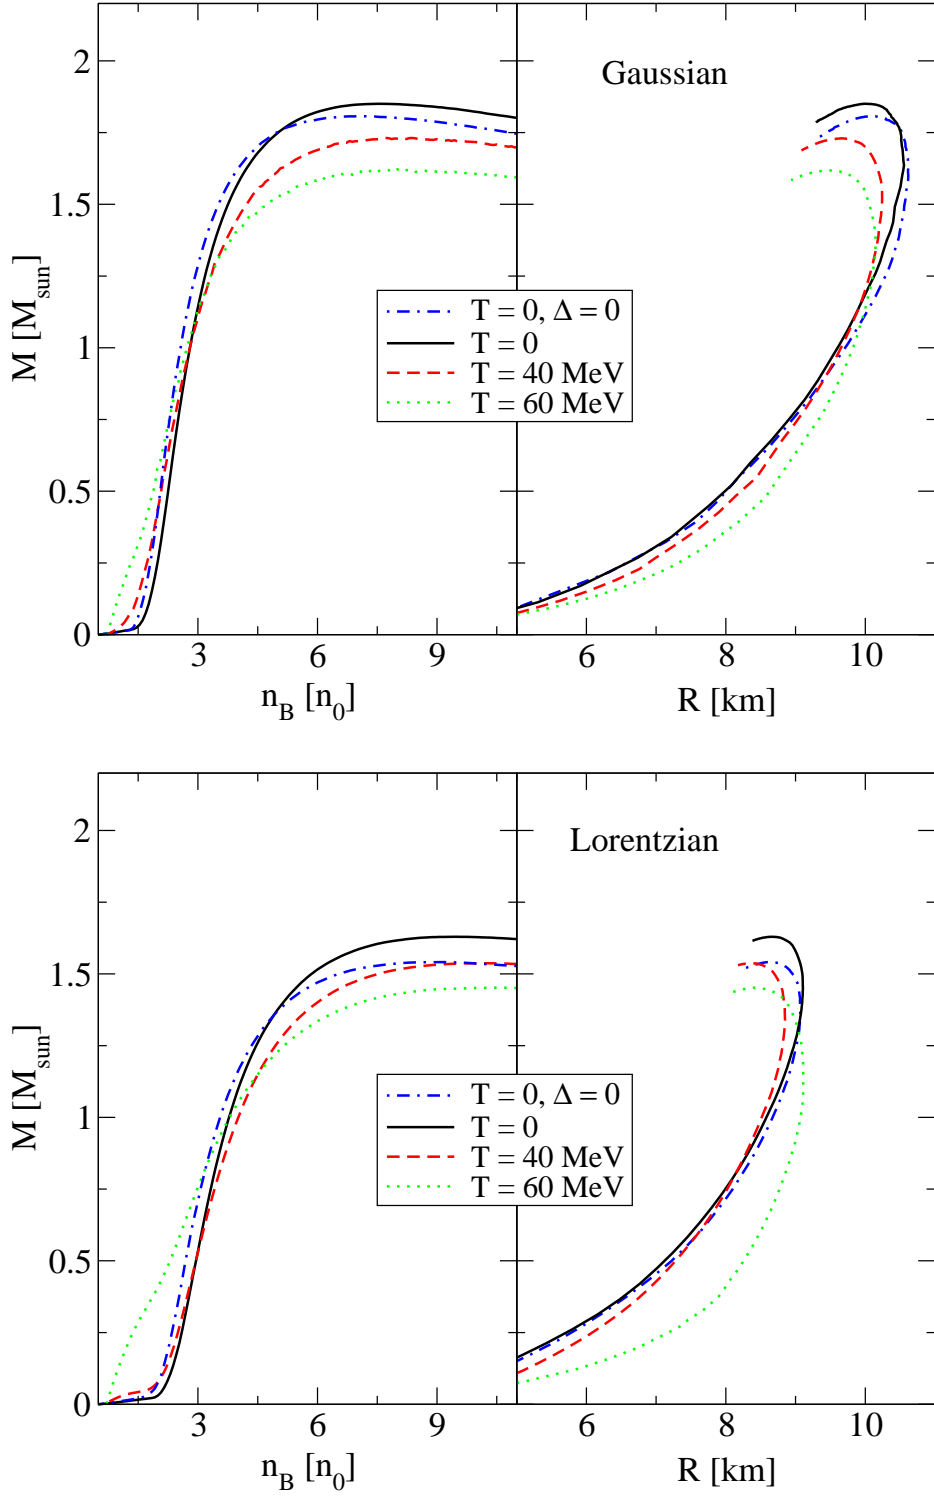 2
1.5
1
0.5
0
M [M_sun]
Gaussian
T = 0, Δ = 0
T = 0
T = 40 MeV
T = 60 MeV
3 6 9
6 8 10
n_B [n_0]
R [km]
2
1.5
1
0.5
0
M [M_sun]
Lorentzian
T = 0, Δ = 0
T = 0
T = 40 MeV
T = 60 MeV
3 6 9
6 8 10
n_B [n_0]
R [km]